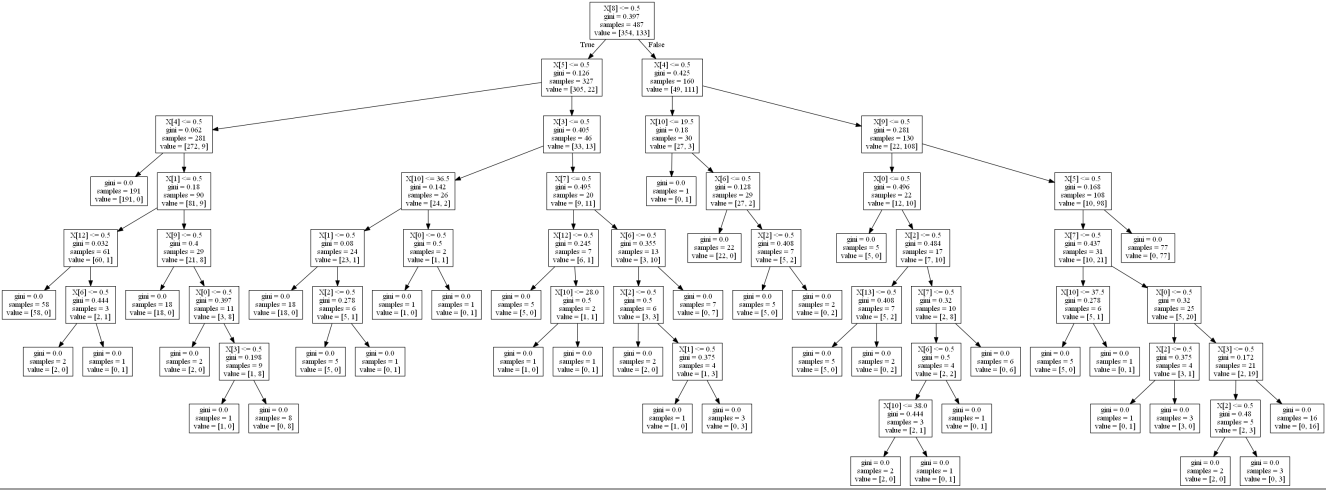 X[8] <= 0.5
gini = 0.397
samples = 487
value = [354, 133]
True
False
X[5] <= 0.5
gini = 0.126
samples = 327
value = [305, 22]
X[4] <= 0.5
gini = 0.425
samples = 160
value = [49, 111]
X[4] <= 0.5
gini = 0.062
samples = 281
value = [272, 9]
X[3] <= 0.5
gini = 0.405
samples = 46
value = [33, 13]
X[10] <= 19.5
gini = 0.18
samples = 30
value = [27, 3]
X[9] <= 0.5
gini = 0.281
samples = 130
value = [22, 108]
gini = 0.0
samples = 191
value = [191, 0]
X[1] <= 0.5
gini = 0.18
samples = 90
value = [81, 9]
X[10] <= 36.5
gini = 0.142
samples = 26
value = [24, 2]
X[7] <= 0.5
gini = 0.495
samples = 20
value = [9, 11]
gini = 0.0
samples = 1
value = [0, 1]
X[6] <= 0.5
gini = 0.128
samples = 29
value = [27, 2]
X[0] <= 0.5
gini = 0.496
samples = 22
value = [12, 10]
X[5] <= 0.5
gini = 0.168
samples = 108
value = [10, 98]
X[12] <= 0.5
gini = 0.032
samples = 61
value = [60, 1]
X[9] <= 0.5
gini = 0.4
samples = 29
value = [21, 8]
X[1] <= 0.5
gini = 0.08
samples = 24
value = [23, 1]
X[0] <= 0.5
gini = 0.5
samples = 2
value = [1, 1]
X[12] <= 0.5
gini = 0.245
samples = 7
value = [6, 1]
X[6] <= 0.5
gini = 0.355
samples = 13
value = [3, 10]
gini = 0.0
samples = 22
value = [22, 0]
X[2] <= 0.5
gini = 0.408
samples = 7
value = [5, 2]
gini = 0.0
samples = 5
value = [5, 0]
X[2] <= 0.5
gini = 0.484
samples = 17
value = [7, 10]
X[7] <= 0.5
gini = 0.437
samples = 31
value = [10, 21]
gini = 0.0
samples = 77
value = [0, 77]
gini = 0.0
samples = 58
value = [58, 0]
X[6] <= 0.5
gini = 0.444
samples = 3
value = [2, 1]
gini = 0.0
samples = 18
value = [18, 0]
X[0] <= 0.5
gini = 0.397
samples = 11
value = [3, 8]
gini = 0.0
samples = 18
value = [18, 0]
X[2] <= 0.5
gini = 0.278
samples = 6
value = [5, 1]
gini = 0.0
samples = 1
value = [1, 0]
gini = 0.0
samples = 1
value = [0, 1]
gini = 0.0
samples = 5
value = [5, 0]
X[10] <= 28.0
gini = 0.5
samples = 2
value = [1, 1]
X[2] <= 0.5
gini = 0.5
samples = 6
value = [3, 3]
gini = 0.0
samples = 7
value = [0, 7]
gini = 0.0
samples = 5
value = [5, 0]
gini = 0.0
samples = 2
value = [0, 2]
X[13] <= 0.5
gini = 0.408
samples = 7
value = [5, 2]
X[7] <= 0.5
gini = 0.32
samples = 10
value = [2, 8]
X[10] <= 37.5
gini = 0.278
samples = 6
value = [5, 1]
X[0] <= 0.5
gini = 0.32
samples = 25
value = [5, 20]
gini = 0.0
samples = 2
value = [2, 0]
gini = 0.0
samples = 1
value = [0, 1]
gini = 0.0
samples = 2
value = [2, 0]
X[3] <= 0.5
gini = 0.198
samples = 9
value = [1, 8]
gini = 0.0
samples = 5
value = [5, 0]
gini = 0.0
samples = 1
value = [0, 1]
gini = 0.0
samples = 1
value = [1, 0]
gini = 0.0
samples = 1
value = [0, 1]
gini = 0.0
samples = 2
value = [2, 0]
X[1] <= 0.5
gini = 0.375
samples = 4
value = [1, 3]
gini = 0.0
samples = 5
value = [5, 0]
gini = 0.0
samples = 2
value = [0, 2]
X[6] <= 0.5
gini = 0.5
samples = 4
value = [2, 2]
gini = 0.0
samples = 6
value = [0, 6]
gini = 0.0
samples = 5
value = [5, 0]
gini = 0.0
samples = 1
value = [0, 1]
X[2] <= 0.5
gini = 0.375
samples = 4
value = [3, 1]
X[3] <= 0.5
gini = 0.172
samples = 21
value = [2, 19]
gini = 0.0
samples = 1
value = [1, 0]
gini = 0.0
samples = 8
value = [0, 8]
gini = 0.0
samples = 1
value = [1, 0]
gini = 0.0
samples = 3
value = [0, 3]
X[10] <= 38.0
gini = 0.444
samples = 3
value = [2, 1]
gini = 0.0
samples = 1
value = [0, 1]
gini = 0.0
samples = 1
value = [0, 1]
gini = 0.0
samples = 3
value = [3, 0]
X[2] <= 0.5
gini = 0.48
samples = 5
value = [2, 3]
gini = 0.0
samples = 16
value = [0, 16]
gini = 0.0
samples = 2
value = [2, 0]
gini = 0.0
samples = 1
value = [0, 1]
gini = 0.0
samples = 2
value = [2, 0]
gini = 0.0
samples = 3
value = [0, 3]